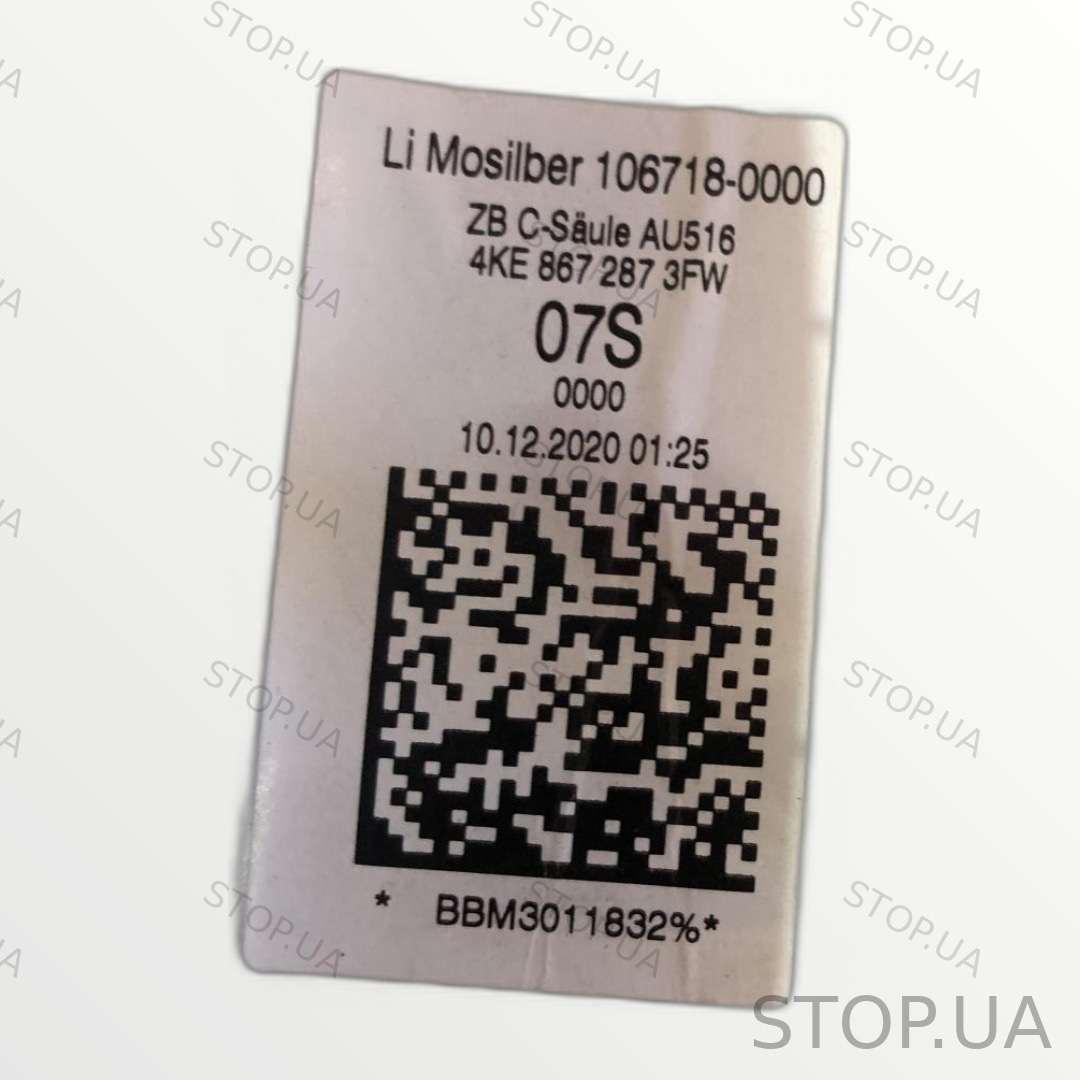 Li Mosilber 106718-0000
ZB C-Säule AU516
4KE 867 287 3FW
07S
0000
10.12.2020 01:25
* BBM3011832%*
STOP.UA